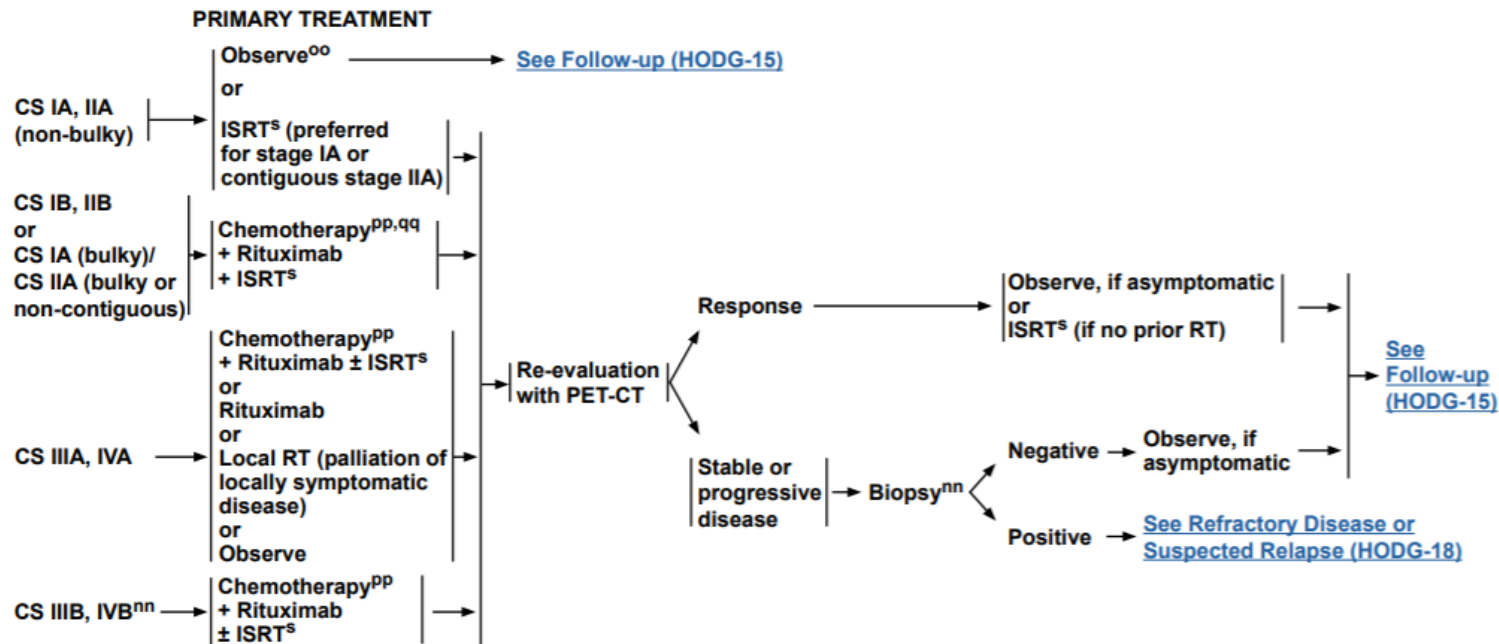 PRIMARY TREATMENT
CS IA, IIA
(non-bulky)
Observe^oo
See Follow-up (HODG-15)
or
ISRT^s (preferred
for stage IA or
contiguous stage IIA)
CS IB, IIB
or
CS IA (bulky)/
CS IIA (bulky or
non-contiguous)
Chemotherapy^pp,qq
+ Rituximab
+ ISRT^s
CS IIIA, IVA
Chemotherapy^pp
+ Rituximab ± ISRT^s
or
Rituximab
or
Local RT (palliation of
locally symptomatic
disease)
or
Observe
CS IIIB, IVB^nn
Chemotherapy^pp
+ Rituximab
± ISRT^s
Re-evaluation
with PET-CT
Response
Observe, if asymptomatic
or
ISRT^s (if no prior RT)
Stable or
progressive
disease
Biopsy^nn
Negative
Observe, if
asymptomatic
See
Follow-up
(HODG-15)
Positive
See Refractory Disease or
Suspected Relapse (HODG-18)